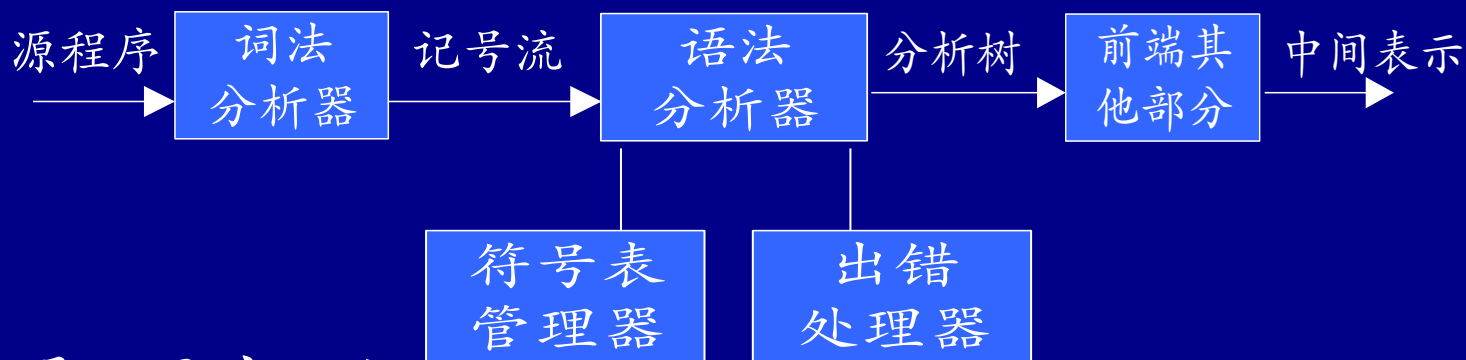 源程序
词法
分析器
记号流
语法
分析器
分析树
前端其
他部分
中间表示
符号表
管理器
出错
处理器